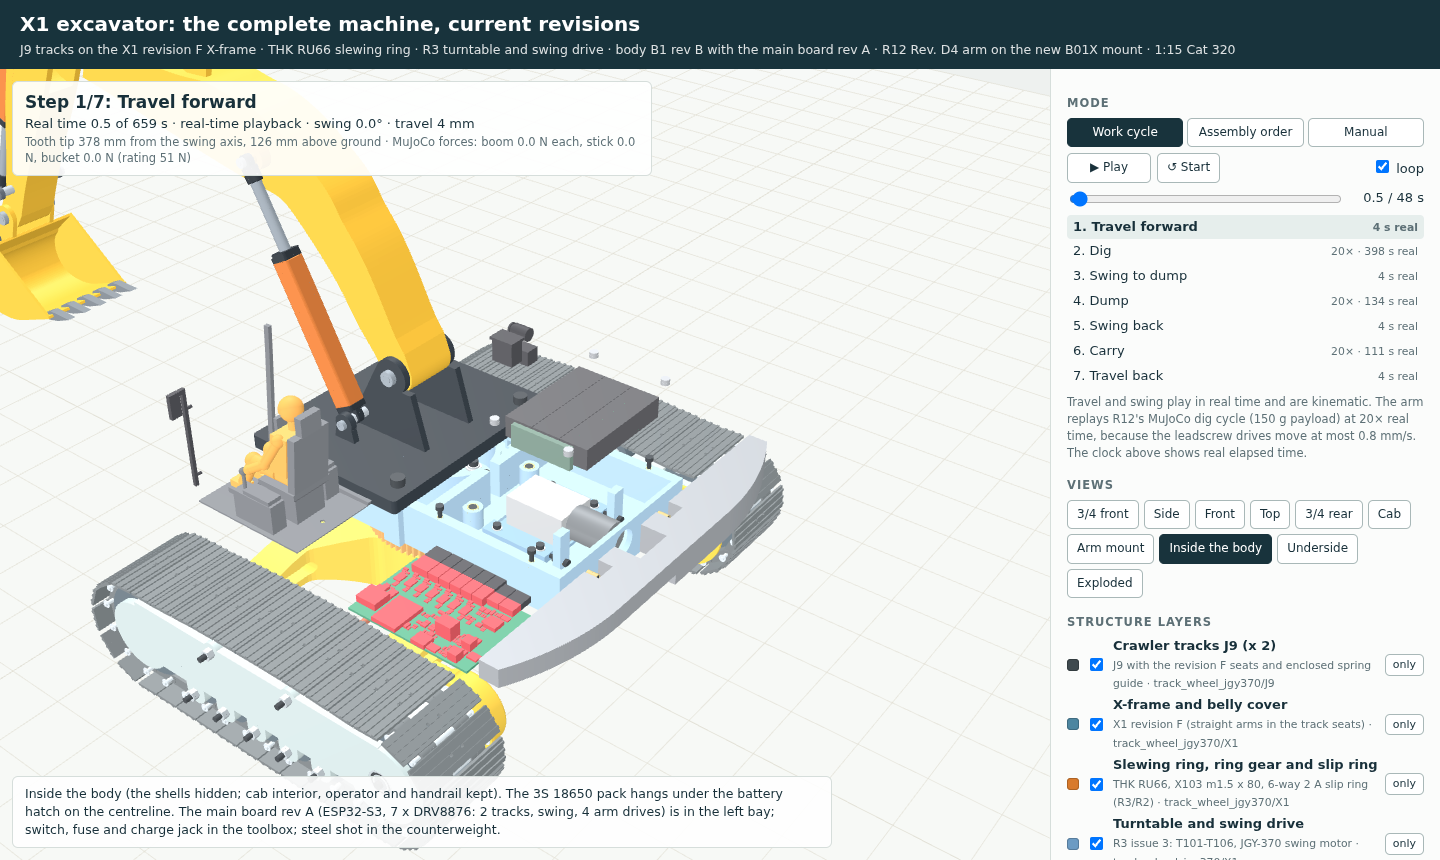 X1 excavator: the complete machine, current revisions
J9 tracks on the X1 revision F X-frame · THK RU66 slewing ring · R3 turntable and swing drive · body B1 rev B with the main board rev A · R12 Rev. D4 arm on the new B01X mount · 1:15 Cat 320
Step 1/7: Travel forward
Real time 0.5 of 659 s · real-time playback · swing 0.0° · travel 4 mm
Tooth tip 378 mm from the swing axis, 126 mm above ground · MuJoCo forces: boom 0.0 N each, stick 0.0
N, bucket 0.0 N (rating 51 N)
Inside the body (the shells hidden; cab interior, operator and handrail kept). The 3S 18650 pack hangs under the battery
hatch on the centreline. The main board rev A (ESP32-S3, 7 x DRV8876: 2 tracks, swing, 4 arm drives) is in the left bay;
switch, fuse and charge jack in the toolbox; steel shot in the counterweight.
MODE
Work cycle
Assembly order
Manual
▶ Play
↺ Start
loop
0.5 / 48 s
1. Travel forward 4 s real
2. Dig 20× · 398 s real
3. Swing to dump 4 s real
4. Dump 20× · 134 s real
5. Swing back 4 s real
6. Carry 20× · 111 s real
7. Travel back 4 s real
Travel and swing play in real time and are kinematic. The arm
replays R12's MuJoCo dig cycle (150 g payload) at 20× real
time, because the leadscrew drives move at most 0.8 mm/s.
The clock above shows real elapsed time.
VIEWS
3/4 front
Side
Front
Top
3/4 rear
Cab
Arm mount
Inside the body
Underside
Exploded
STRUCTURE LAYERS
Crawler tracks J9 (x 2)
J9 with the revision F seats and enclosed spring
guide · track_wheel_jgy370/J9
only
X-frame and belly cover
X1 revision F (straight arms in the track seats) ·
track_wheel_jgy370/X1
only
Slewing ring, ring gear and slip ring
THK RU66, X103 m1.5 x 80, 6-way 2 A slip ring
(R3/R2) · track_wheel_jgy370/X1
only
Turntable and swing drive
R3 issue 3: T101-T106, JGY-370 swing motor ·
only